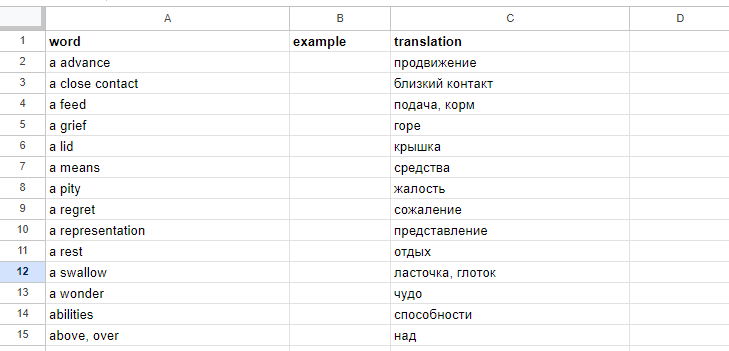 A B C D
1 word example translation
2 a advance продвижение
3 a close contact близкий контакт
4 a feed подача, корм
5 a grief горе
6 a lid крышка
7 a means средства
8 a pity жалость
9 a regret сожаление
10 a representation представление
11 a rest отдых
12 a swallow ласточка, глоток
13 a wonder чудо
14 abilities способности
15 above, over над